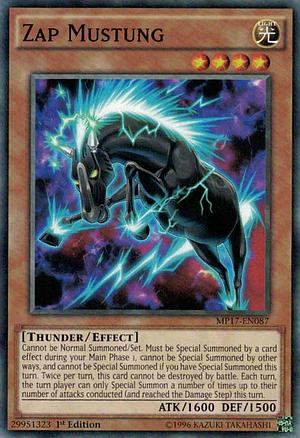 ZAP MUSTUNG
LIGHT
光
MP17-EN087
[THUNDER/EFFECT]
Cannot be Normal Summoned/Set. Must be Special Summoned by a card
effect during your Main Phase 1, cannot be Special Summoned by other
ways, and cannot be Special Summoned if you have Special Summoned this
turn. Twice per turn, this card cannot be destroyed by battle. Each turn,
the turn player can only Special Summon a number of times up to their
number of attacks conducted (and reached the Damage Step) this turn.
ATK/1600 DEF/1500
29951323 1st Edition ©1996 KAZUKI TAKAHASHI